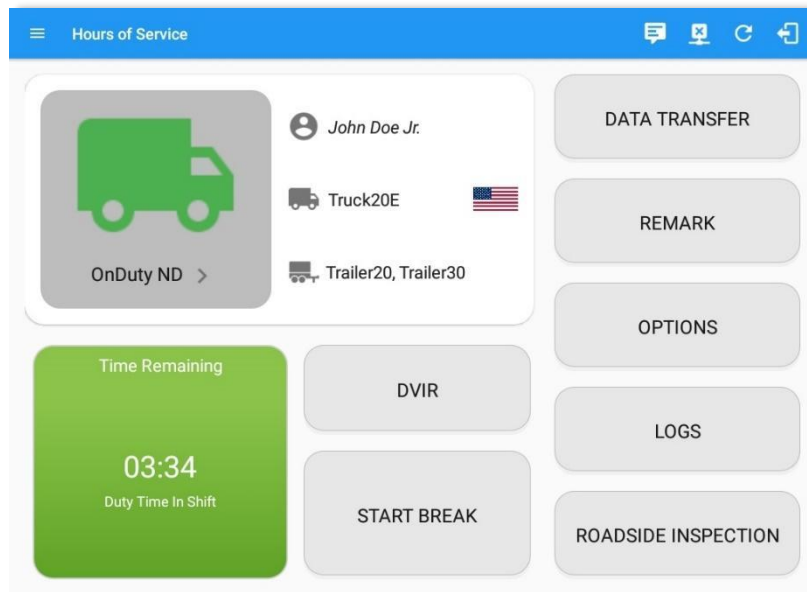 Hours of Service
John Doe Jr.
Truck20E
Trailer20, Trailer30
OnDuty ND
Time Remaining
03:34
Duty Time In Shift
DVIR
START BREAK
DATA TRANSFER
REMARK
OPTIONS
LOGS
ROADSIDE INSPECTION